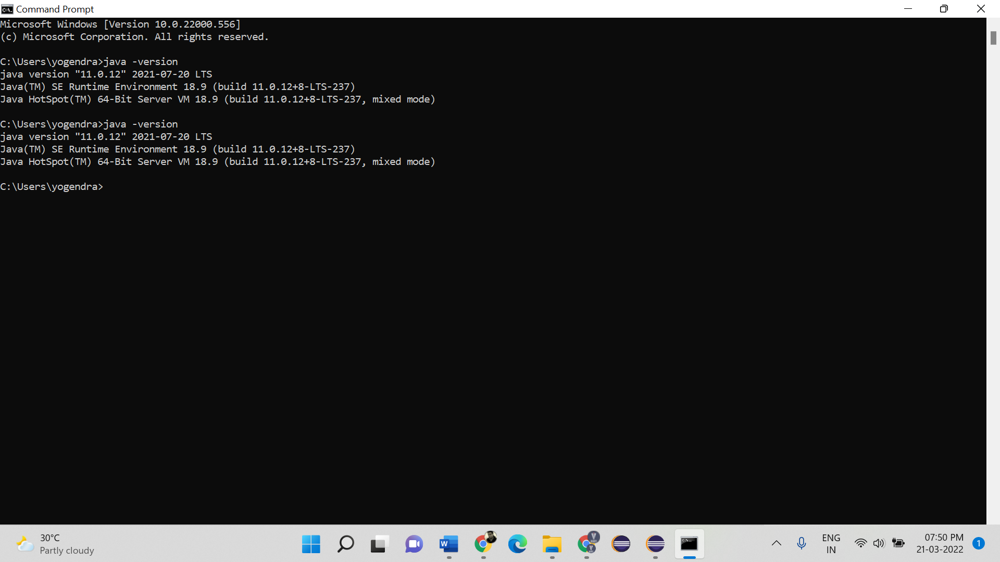 Command Prompt
Microsoft Windows [Version 10.0.22000.556]
(c) Microsoft Corporation. All rights reserved.
C:\Users\yogendra>java -version
java version "11.0.12" 2021-07-20 LTS
Java(TM) SE Runtime Environment 18.9 (build 11.0.12+8-LTS-237)
Java HotSpot(TM) 64-Bit Server VM 18.9 (build 11.0.12+8-LTS-237, mixed mode)
C:\Users\yogendra>java -version
java version "11.0.12" 2021-07-20 LTS
Java(TM) SE Runtime Environment 18.9 (build 11.0.12+8-LTS-237)
Java HotSpot(TM) 64-Bit Server VM 18.9 (build 11.0.12+8-LTS-237, mixed mode)
C:\Users\yogendra>
30°C
Partly cloudy
W
ENG
IN
07:50 PM
21-03-2022
1